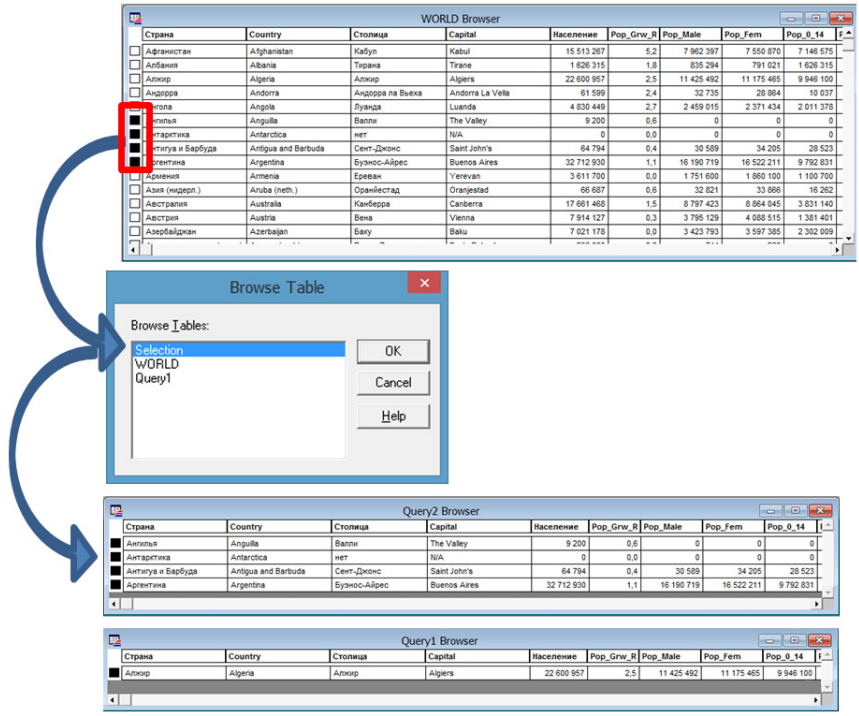 WORLD Browser
Страна Country Столица Capital Население Pop_Grw_R Pop_Male Pop_Fem Pop_0_14
Афганистан Afghanistan Кабул Kabul 15 513 267 5,2 7 962 397 7 550 870 7 146 575
Албания Albania Тирана Tirane 1 626 315 1,8 835 294 791 021 1 626 315
Алжир Algeria Алжир Algiers 22 600 957 2,5 11 425 492 11 175 465 9 946 100
Андорра Andorra Андорра ла Вьеха Andorra La Vella 61 599 2,4 32 735 28 864 10 037
Ангола Angola Луанда Luanda 4 830 449 2,7 2 459 015 2 371 434 2 011 378
Ангилья Anguilla Валли The Valley 9 200 0,6 0 0 0
Антарктика Antarctica нет N/A 0 0,0 0 0 0
Антигуа и Барбуда Antigua and Barbuda Сент-Джонс Saint John's 64 794 0,4 30 589 34 205 28 523
Аргентина Argentina Буэнос-Айрес Buenos Aires 32 712 930 1,1 16 190 719 16 522 211 9 792 831
Армения Armenia Ереван Yerevan 3 611 700 0,0 1 751 600 1 860 100 1 100 700
Азия (нидерл.) Aruba (neth.) Оранйестад Oranjestad 66 687 0,6 32 821 33 866 16 262
Австралия Australia Канберра Canberra 17 661 468 1,5 8 797 423 8 864 045 3 831 140
Австрия Austria Вена Vienna 7 914 127 0,3 3 795 129 4 088 515 1 381 401
Азербайджан Azerbaijan Баку Baku 7 021 178 0,0 3 423 793 3 597 385 2 302 009
Browse Table
Browse Tables:
Selection
WORLD
Query1
OK
Cancel
Help
Query2 Browser
Страна Country Столица Capital Население Pop_Grw_R Pop_Male Pop_Fem Pop_0_14
Ангилья Anguilla Валли The Valley 9 200 0,6 0 0 0
Антарктика Antarctica нет N/A 0 0,0 0 0 0
Антигуа и Барбуда Antigua and Barbuda Сент-Джонс Saint John's 64 794 0,4 30 589 34 205 28 523
Аргентина Argentina Буэнос-Айрес Buenos Aires 32 712 930 1,1 16 190 719 16 522 211 9 792 831
Query1 Browser
Страна Country Столица Capital Население Pop_Grw_R Pop_Male Pop_Fem Pop_0_14
Алжир Algeria Алжир Algiers 22 600 957 2,5 11 425 492 11 175 465 9 946 100